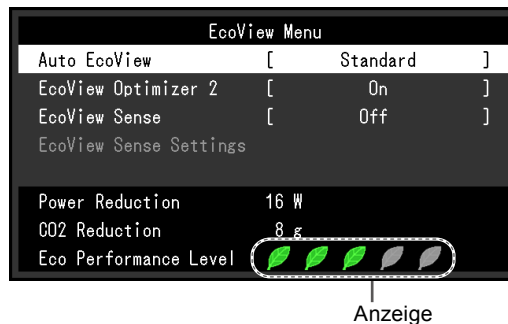 EcoView Menu
Auto EcoView [ Standard ]
EcoView Optimizer 2 [ On ]
EcoView Sense [ Off ]
EcoView Sense Settings
Power Reduction 16 W
CO2 Reduction 8 g
Eco Performance Level
Anzeige